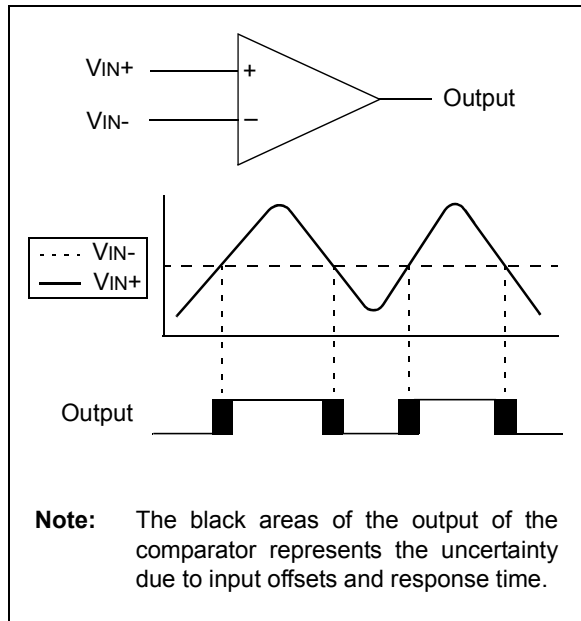 VIN+
+
Output
VIN-
–
VIN-
VIN+
Output
Note: The black areas of the output of the
comparator represents the uncertainty
due to input offsets and response time.